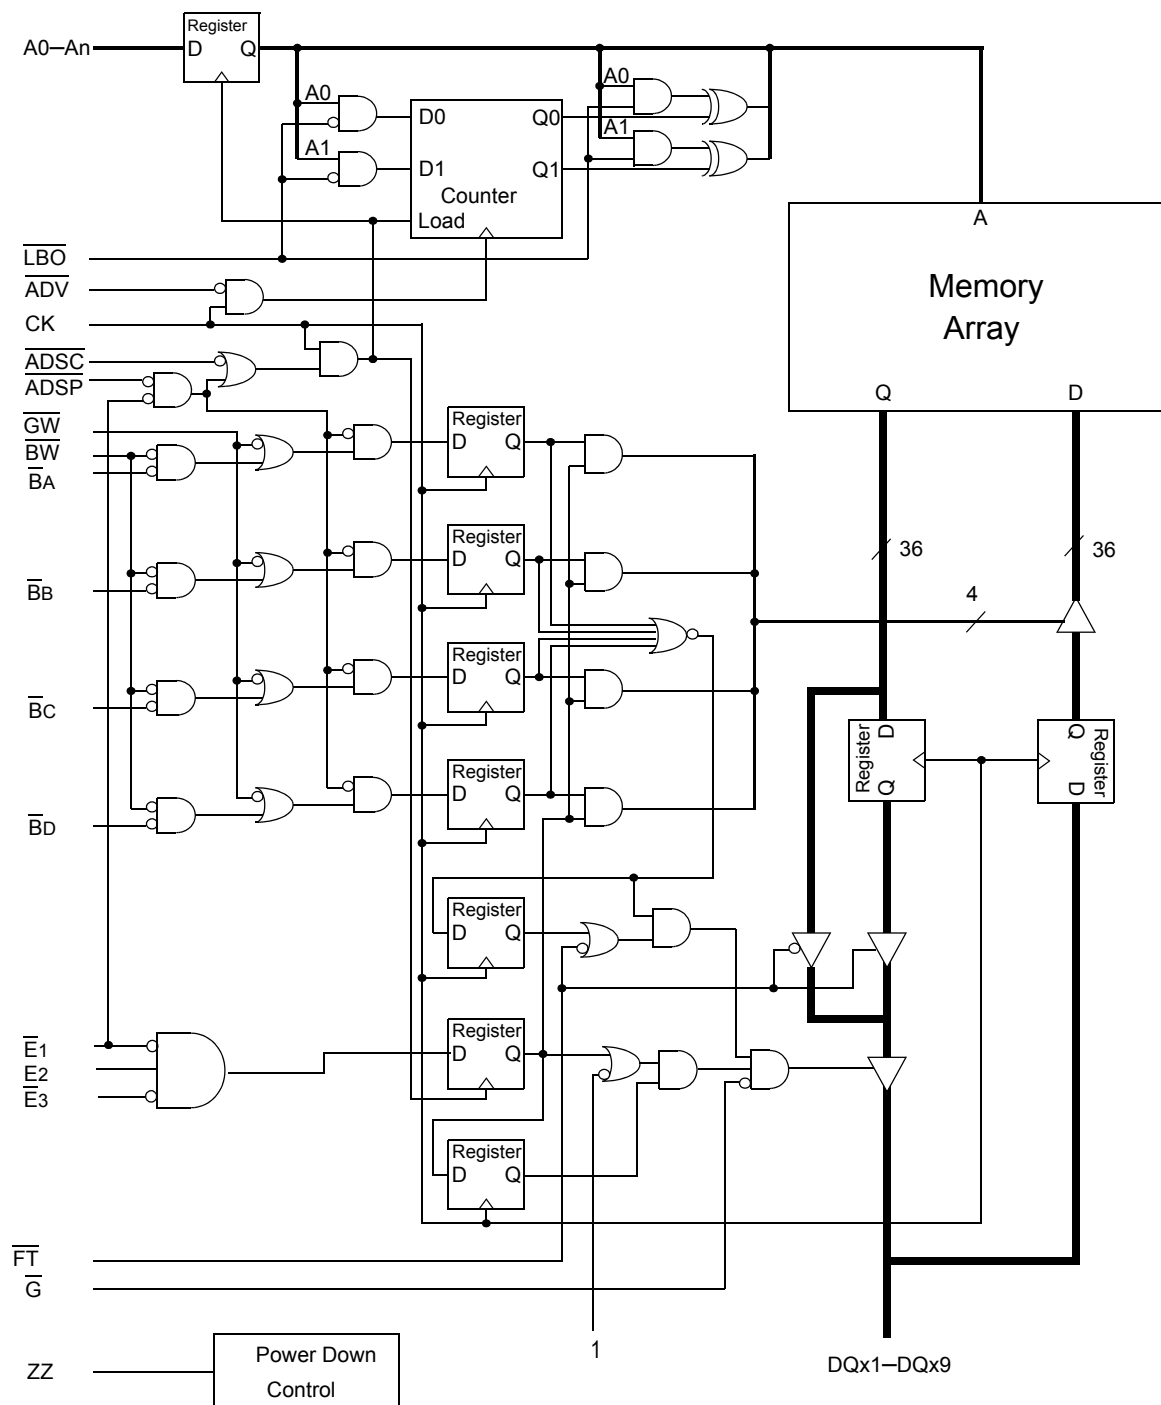 Register
A0–An
D Q
A0
A0
D0
Q0
A1
A1
D1
Q1
Counter
Load
A
LBO
ADV
Memory
CK
Array
ADSC
ADSP
Q
D
GW
Register
BW
D Q
BA
Register
36
36
D Q
BB
4
Register
D Q
BC
Register D Q
Register Q D
Register
D Q
BD
Register
D Q
Register
E1
D Q
E2
E3
Register
D Q
FT
G
1
Power Down
DQx1–DQx9
ZZ
Control